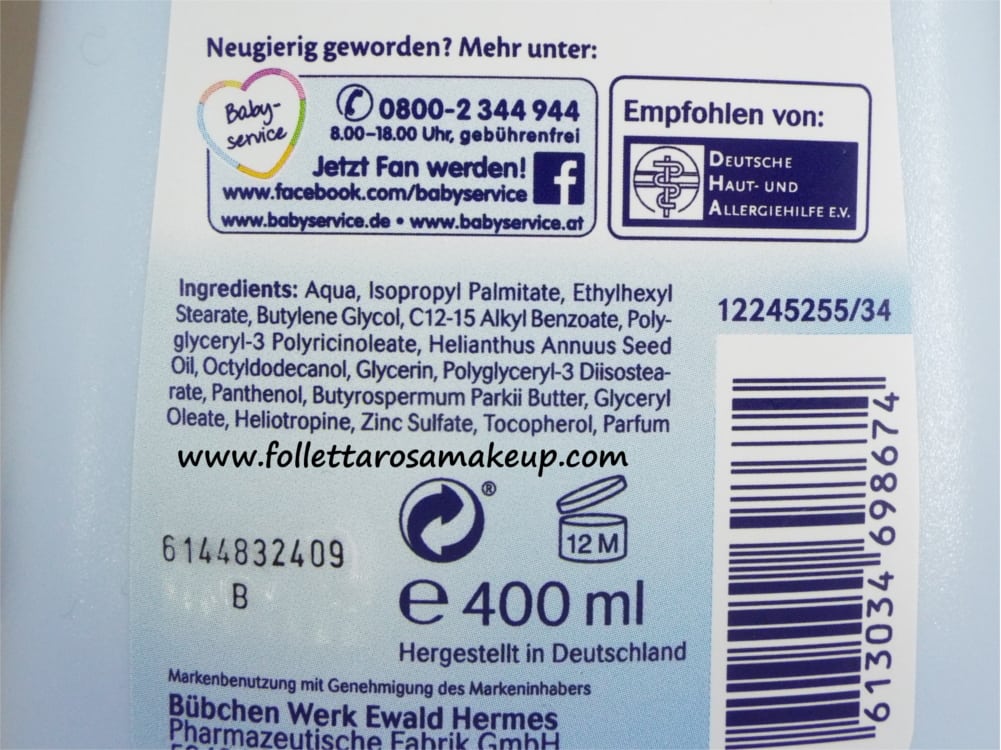 Neugierig geworden? Mehr unter:
Baby-
service
0800-2 344 944
8.00–18.00 Uhr, gebührenfrei
Jetzt Fan werden!
www.facebook.com/babyservice
www.babyservice.de • www.babyservice.at
Empfohlen von:
DEUTSCHE
HAUT- UND
ALLERGIEHILFE E.V.
Ingredients: Aqua, Isopropyl Palmitate, Ethylhexyl
Stearate, Butylene Glycol, C12-15 Alkyl Benzoate, Poly-
glyceryl-3 Polyricinoleate, Helianthus Annuus Seed
Oil, Octyldodecanol, Glycerin, Polyglyceryl-3 Diisostea-
rate, Panthenol, Butyrospermum Parkii Butter, Glyceryl
Oleate, Heliotropine, Zinc Sulfate, Tocopherol, Parfum
www.follettarosamakeup.com
12245255/34
®
12 M
6144832409
B
e 400 ml
Hergestellt in Deutschland
Markenbenutzung mit Genehmigung des Markeninhabers
Bübchen Werk Ewald Hermes
Pharmazeutische Fabrik GmbH
613034 698674